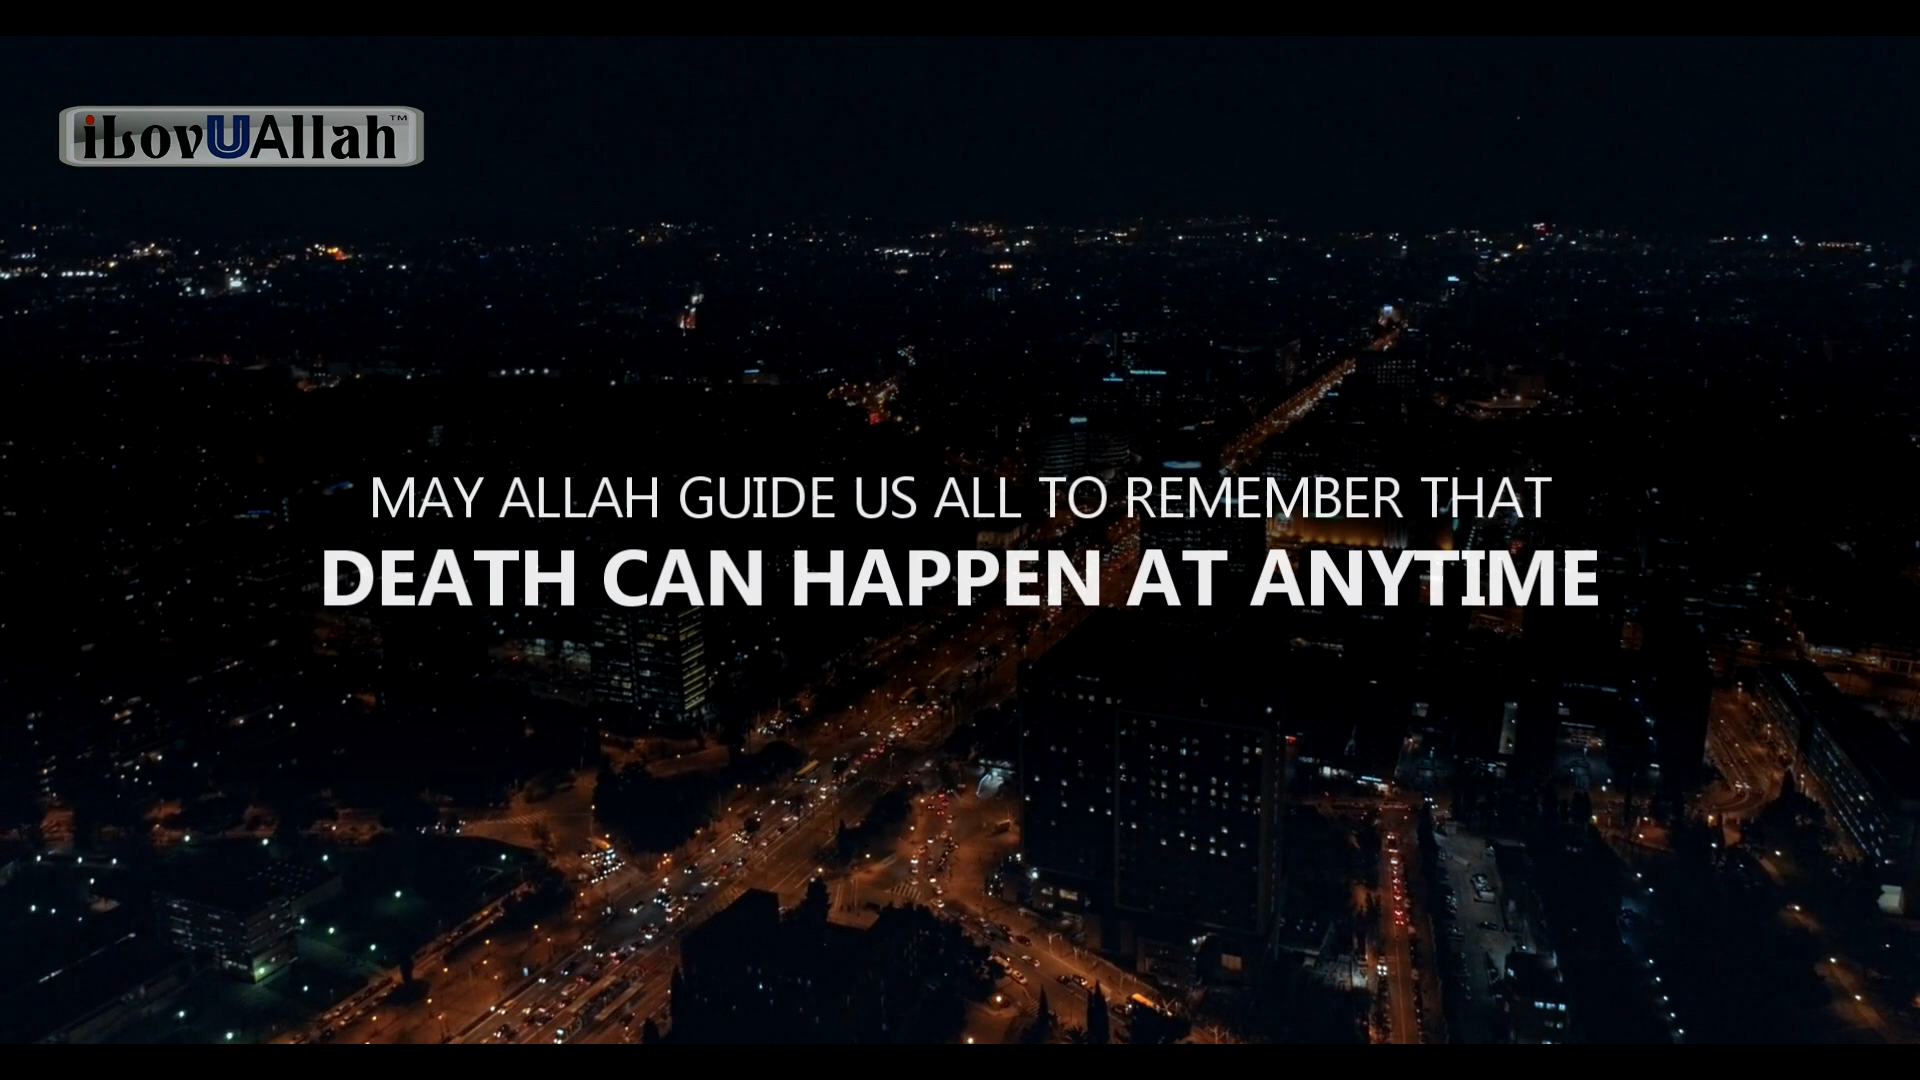 iLovUAllah™
MAY ALLAH GUIDE US ALL TO REMEMBER THAT
DEATH CAN HAPPEN AT ANYTIME